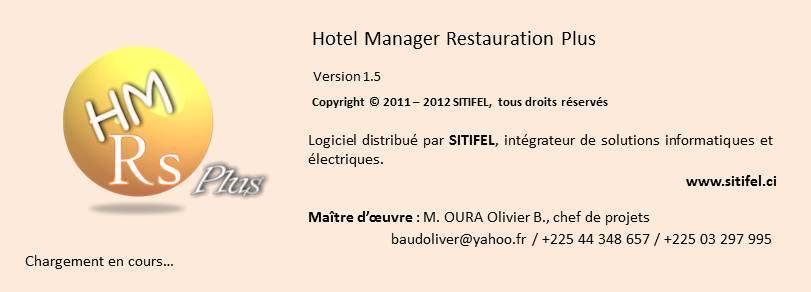 Hotel Manager Restauration Plus
Version 1.5
Copyright © 2011 – 2012 SITIFEL, tous droits réservés
HM
Rs
Plus
Logiciel distribué par SITIFEL, intégrateur de solutions informatiques et
électriques.
www.sitifel.ci
Maître d’œuvre : M. OURA Olivier B., chef de projets
baudoliver@yahoo.fr / +225 44 348 657 / +225 03 297 995
Chargement en cours...